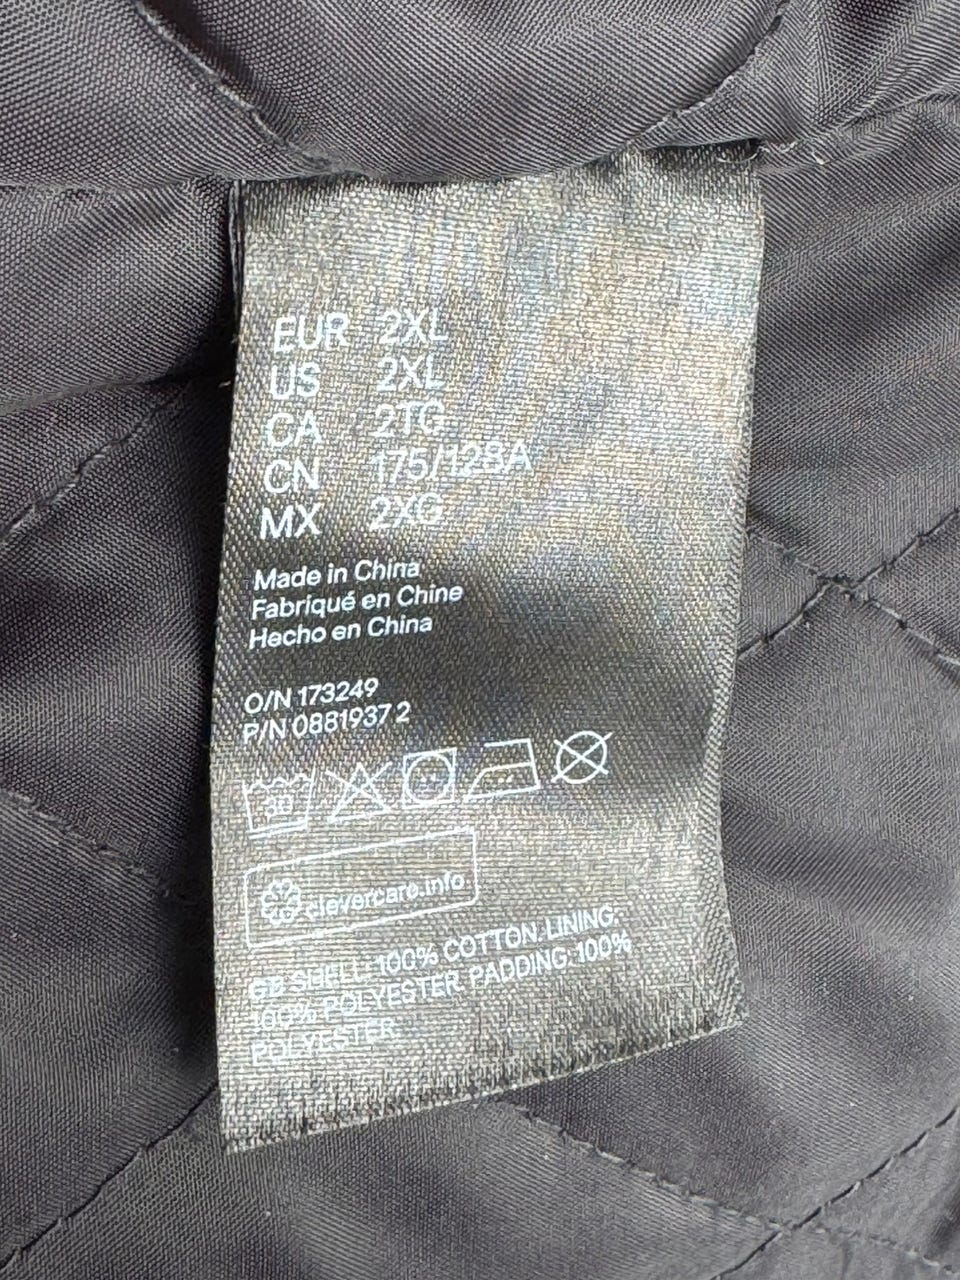 EUR 2XL
US 2XL
CA 2TG
CN 175/128A
MX 2XG
Made in China
Fabriqué en Chine
Hecho en China
O/N 173249
P/N 0881937 2
30
clevercare.info
GB SHELL: 100% COTTON. LINING:
100% POLYESTER. PADDING: 100%
POLYESTER